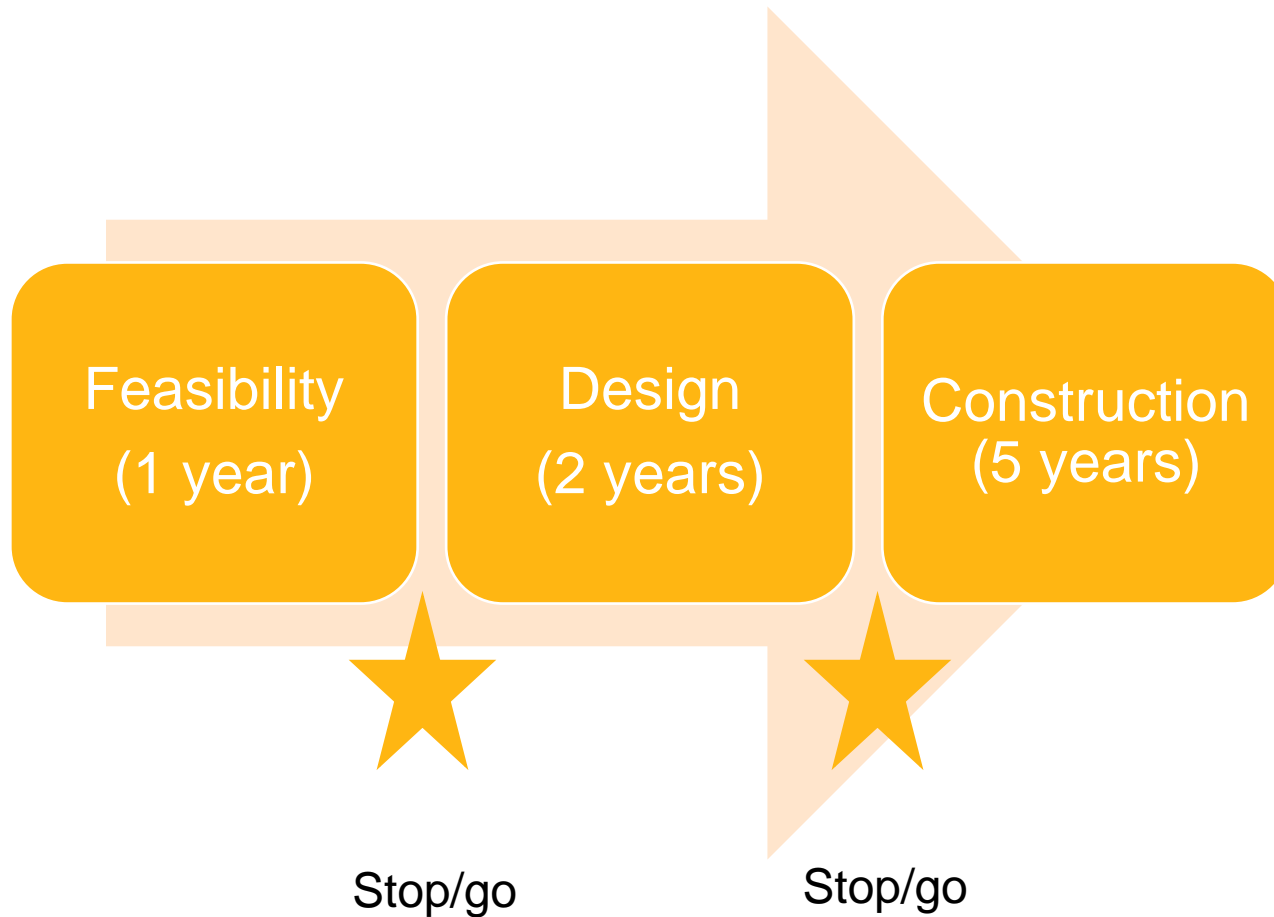 Feasibility
(1 year)
Design
(2 years)
Construction
(5 years)
Stop/go
Stop/go